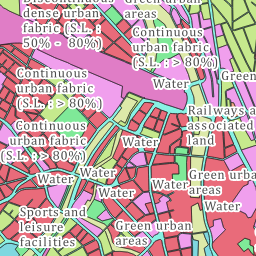 Discontinuous
dense urban
fabric (S.L. :
50% -  80%)
Green urban
areas
Continuous
urban fabric
(S.L. : > 80%)
Continuous
urban fabric
(S.L. : > 80%)
Water
Green
Railways a
associated
land
Continuous
urban fabric
(S.L. : > 80%)
Water
Water
Water
Water
Water
Green urban
areas
Water
Sports and
leisure
facilities
Green urban
areas